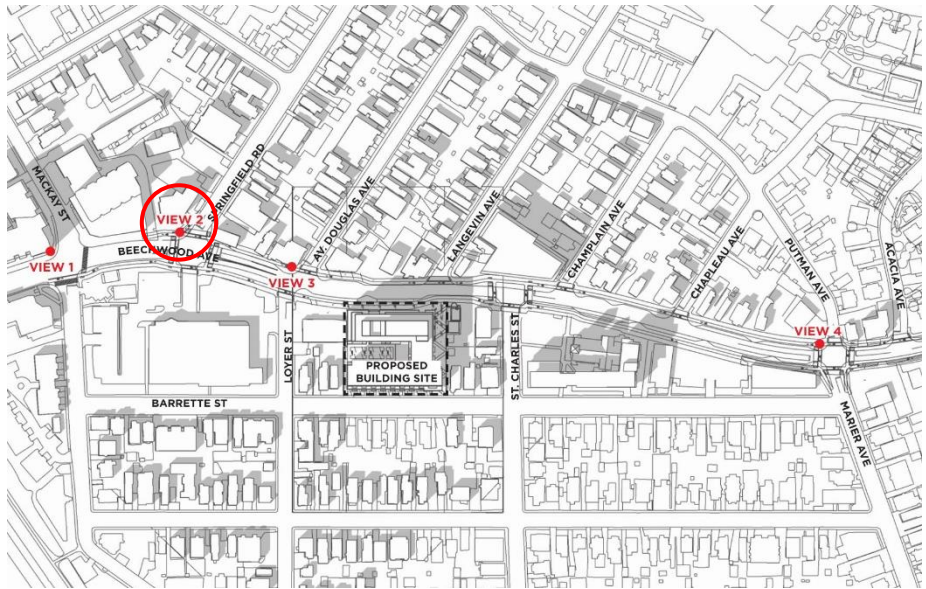 MACKAY ST
SPRINGFIELD RD
VIEW 2
AV. DOUGLAS AVE
LANGEVIN AVE
CHAMPLAIN AVE
CHAPLEAU AVE
PUTMAN AVE
ACACIA AVE
VIEW 1
BEECHWOOD AVE
VIEW 3
VIEW 4
LOYER ST
PROPOSED
BUILDING SITE
ST. CHARLES ST
BARRETTE ST
MARIER AVE